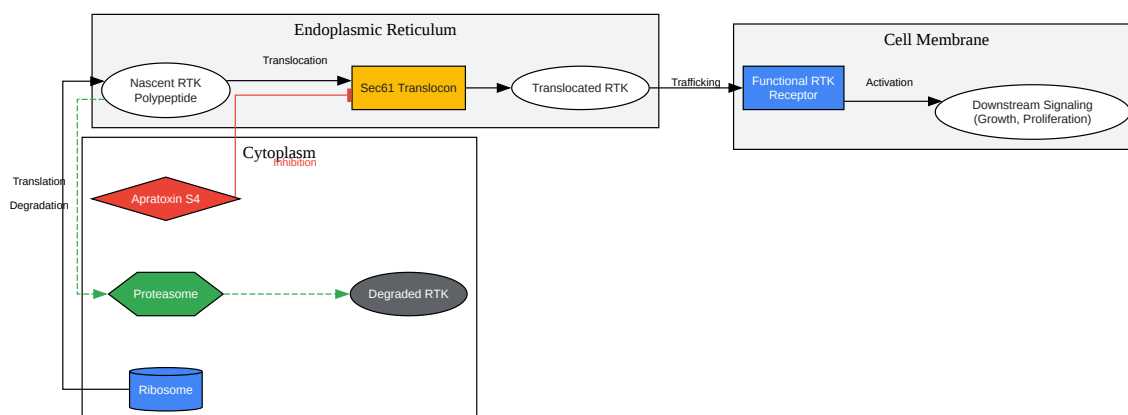 Endoplasmic Reticulum
Cell Membrane
Translocation
Nascent RTK
Polypeptide
Sec61 Translocon
Translocated RTK
Trafficking
Functional RTK
Receptor
Activation
Downstream Signaling
(Growth, Proliferation)
Cytoplasm
Inhibition
Translation
Degradation
Apratoxin S4
Proteasome
Degraded RTK
Ribosome